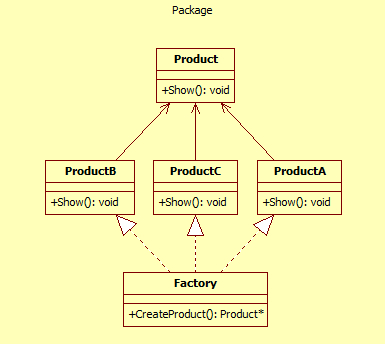 Package
Product
+Show(): void
ProductB
ProductC
ProductA
+Show(): void
+Show(): void
+Show(): void
Factory
+CreateProduct(): Product*